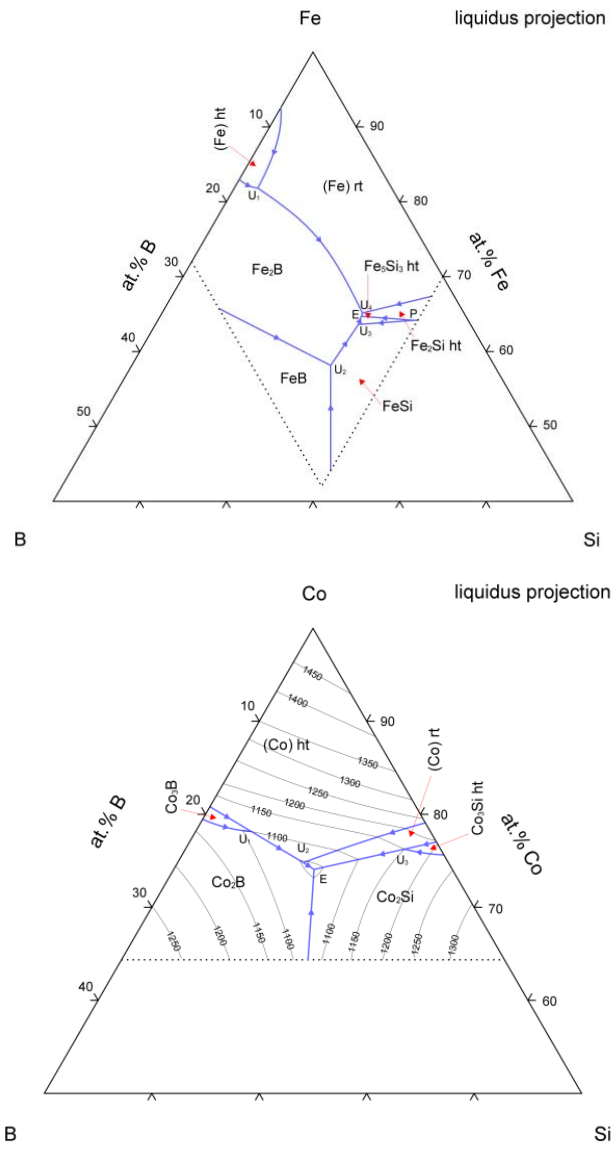 Fe
liquidus projection
10
90
(Fe) ht
20
U₁
(Fe) rt
80
at.% B
at.% Fe
30
Fe₂B
Fe₅Si₃ ht
70
U₄
E
P
U₃
Fe₂Si ht
40
60
FeB
U₂
FeSi
50
50
B
Si
Co
liquidus projection
1450
1400
10
90
(Co) ht
1350
1300
(Co) rt
1250
Co₃B
1200
Co₃Si ht
20
1150
80
at.% B
U₁
1100
U₂
U₃
at.% Co
E
Co₂B
Co₂Si
30
70
1250
1200
1150
1100
1100
1150
1200
1250
1300
40
60
B
Si